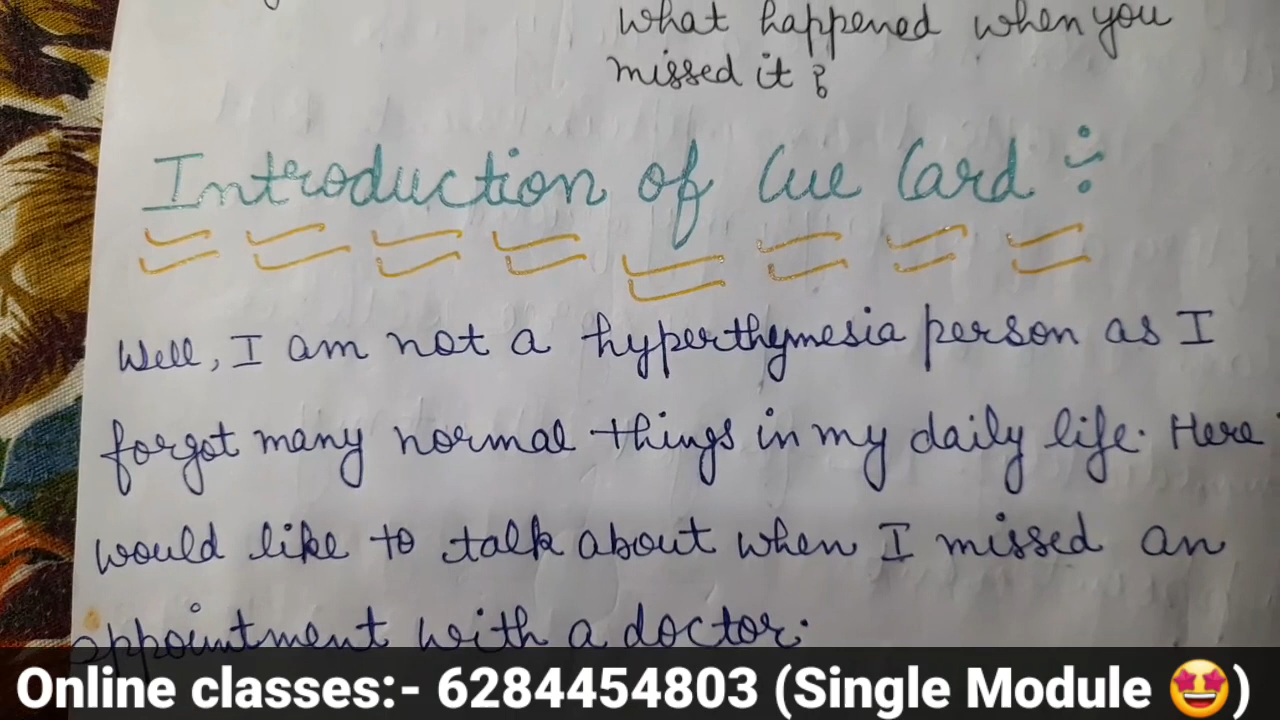 what happened when you
missed it ?
Introduction of Cue Card ÷
Well, I am not a hyperthymesia person as I
forgot many normal things in my daily life. Here
would like to talk about when I missed an
appointment with a doctor.
Online classes:- 6284454803 (Single Module 🤩)